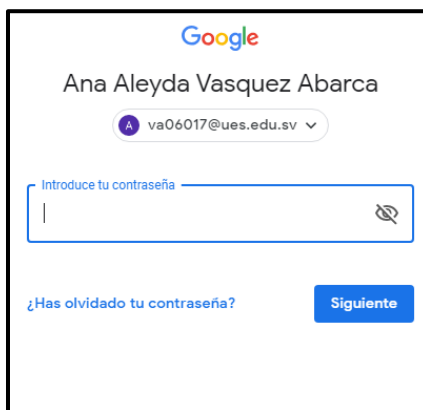 Google
Ana Aleyda Vasquez Abarca
A va06017@ues.edu.sv
Introduce tu contraseña
¿Has olvidado tu contraseña? Siguiente